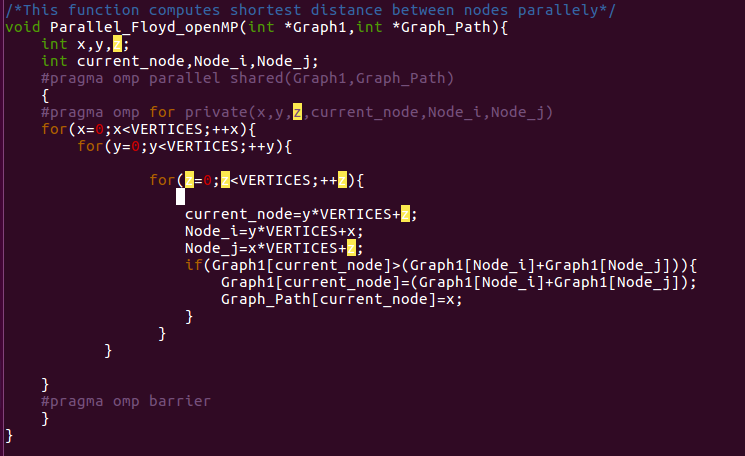 /*This function computes shortest distance between nodes parallely*/
void Parallel_Floyd_openMP(int *Graph1,int *Graph_Path){
    int x,y,z;
    int current_node,Node_i,Node_j;
    #pragma omp parallel shared(Graph1,Graph_Path)
    {
    #pragma omp for private(x,y,z,current_node,Node_i,Node_j)
    for(x=0;x<VERTICES;++x){
        for(y=0;y<VERTICES;++y){

                for(z=0;z<VERTICES;++z){

                    current_node=y*VERTICES+z;
                    Node_i=y*VERTICES+x;
                    Node_j=x*VERTICES+z;
                    if(Graph1[current_node]>(Graph1[Node_i]+Graph1[Node_j])){
                        Graph1[current_node]=(Graph1[Node_i]+Graph1[Node_j]);
                        Graph_Path[current_node]=x;
                    }
                 }
           }

    }
    #pragma omp barrier
    }
}